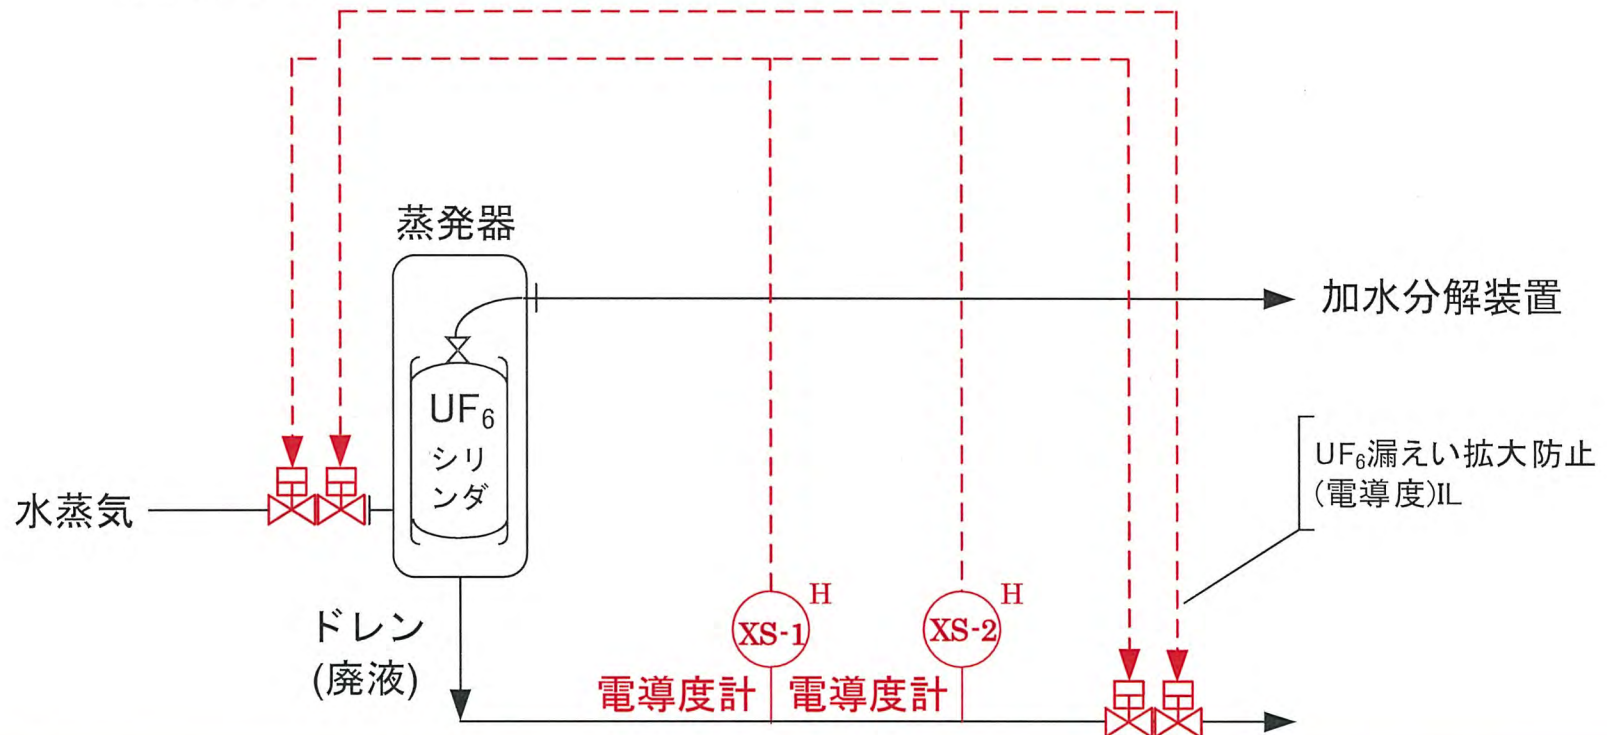 蒸発器
加水分解装置
UF₆
シリ
ンダ
UF₆漏えい拡大防止
(電導度)IL
水蒸気
ドレン
(廃液)
H
XS-1
H
XS-2
電導度計
電導度計